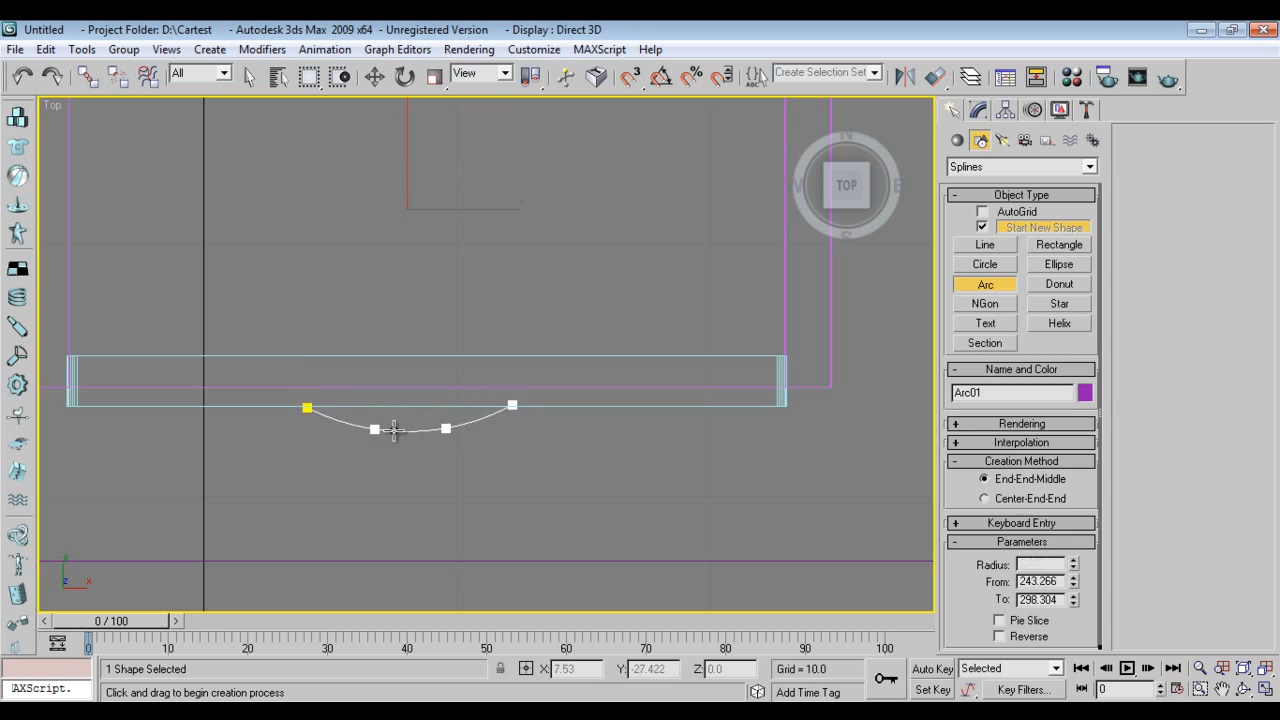 Untitled - Project Folder: D:\Cartest - Autodesk 3ds Max 2009 x64 - Unregistered Version - Display : Direct 3D
File Edit Tools Group Views Create Modifiers Animation Graph Editors Rendering Customize MAXScript Help
All View Create Selection Set
Top
N
W TOP E
S
Splines
- Object Type
AutoGrid
Start New Shape
Line Rectangle
Circle Ellipse
Arc Donut
NGon Star
Text Helix
Section
- Name and Color
Arc01
+ Rendering
+ Interpolation
- Creation Method
End-End-Middle
Center-End-End
+ Keyboard Entry
- Parameters
Radius:
From: 243.266
To: 298.304
Pie Slice
Reverse
y
z x
< 0 / 100 >
0 10 20 30 40 50 60 70 80 90 100
1 Shape Selected X: 7.53 Y: -27.422 Z: 0.0 Grid = 10.0 Auto Key Selected
AXScript. Click and drag to begin creation process Add Time Tag Set Key Key Filters... 0